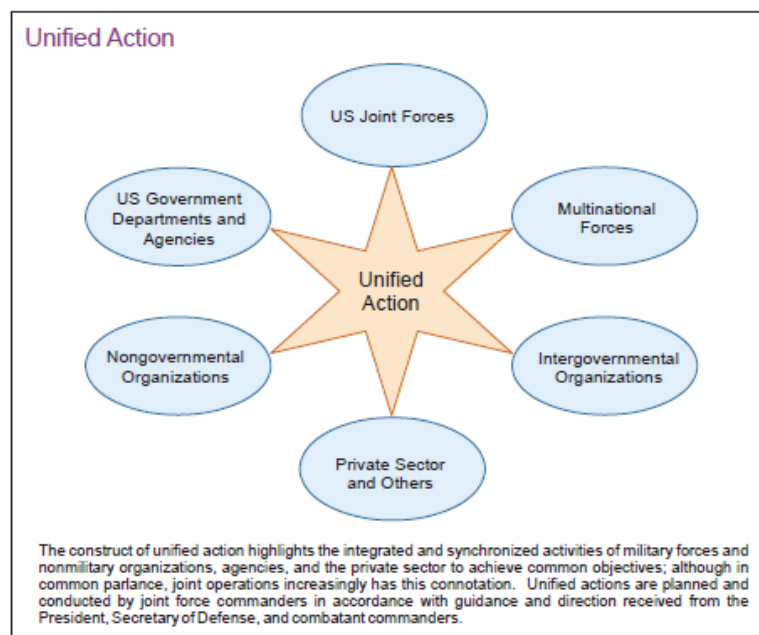 Unified Action
US Joint Forces
US Government
Departments and
Agencies
Multinational
Forces
Unified
Action
Nongovernmental
Organizations
Intergovernmental
Organizations
Private Sector
and Others
The construct of unified action highlights the integrated and synchronized activities of military forces and
nonmilitary organizations, agencies, and the private sector to achieve common objectives; although in
common parlance, joint operations increasingly has this connotation. Unified actions are planned and
conducted by joint force commanders in accordance with guidance and direction received from the
President, Secretary of Defense, and combatant commanders.